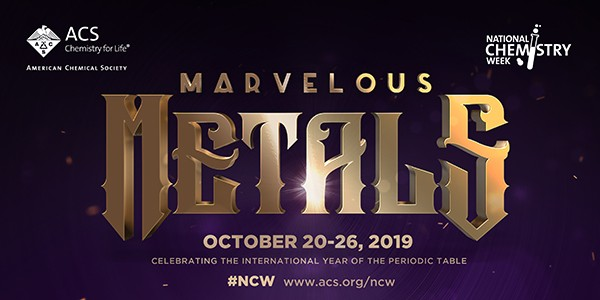 ACS
Chemistry for Life®
AMERICAN CHEMICAL SOCIETY
NATIONAL
CHEMISTRY
WEEK
MARVELOUS
METALS
OCTOBER 20-26, 2019
CELEBRATING THE INTERNATIONAL YEAR OF THE PERIODIC TABLE
#NCW www.acs.org/ncw